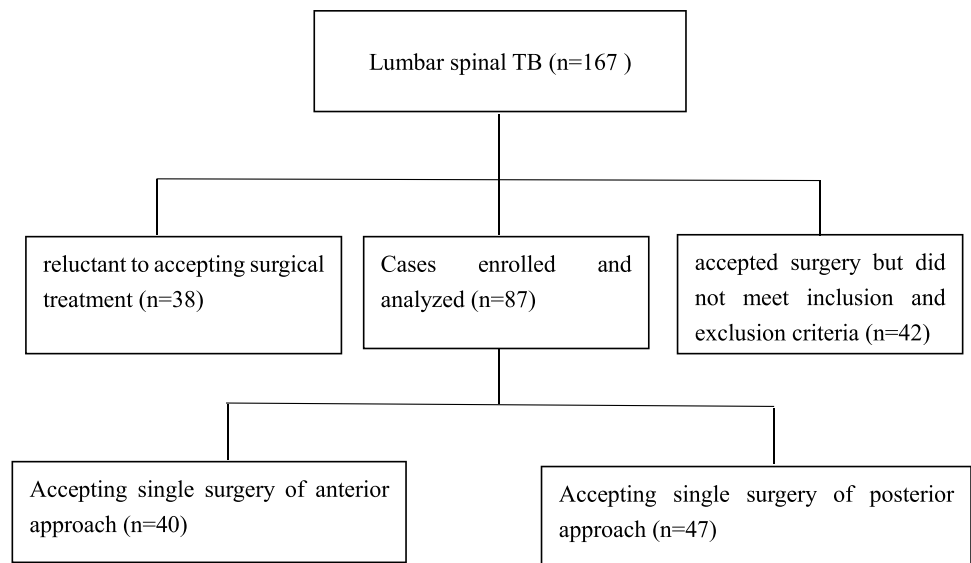 Lumbar spinal TB (n=167 )
reluctant to accepting surgical
treatment (n=38)
Cases enrolled and
analyzed (n=87)
accepted surgery but did
not meet inclusion and
exclusion criteria (n=42)
Accepting single surgery of anterior
approach (n=40)
Accepting single surgery of posterior
approach (n=47)